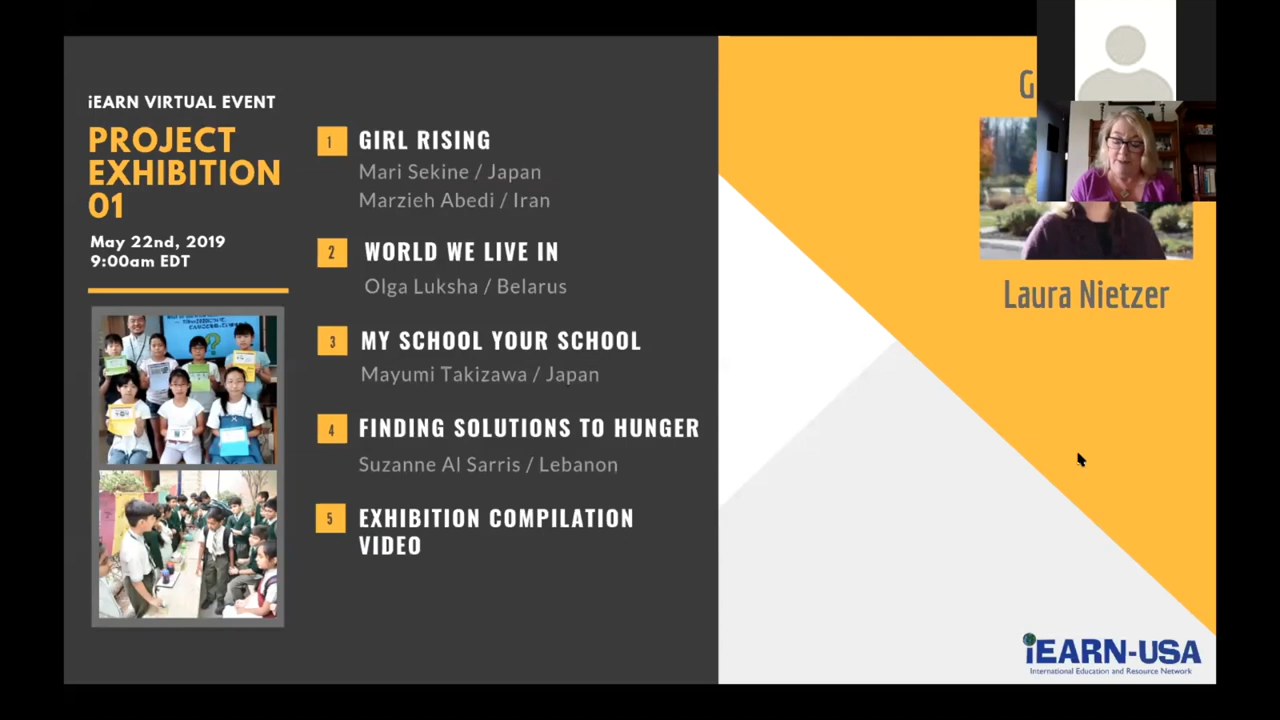 iEARN VIRTUAL EVENT
PROJECT
EXHIBITION
01
May 22nd, 2019
9:00am EDT
1 GIRL RISING
Mari Sekine / Japan
Marzieh Abedi / Iran
2 WORLD WE LIVE IN
Olga Luksha / Belarus
3 MY SCHOOL YOUR SCHOOL
Mayumi Takizawa / Japan
4 FINDING SOLUTIONS TO HUNGER
Suzanne Al Sarris / Lebanon
5 EXHIBITION COMPILATION
VIDEO
G
Laura Nietzer
iEARN-USA
International Education and Resource Network